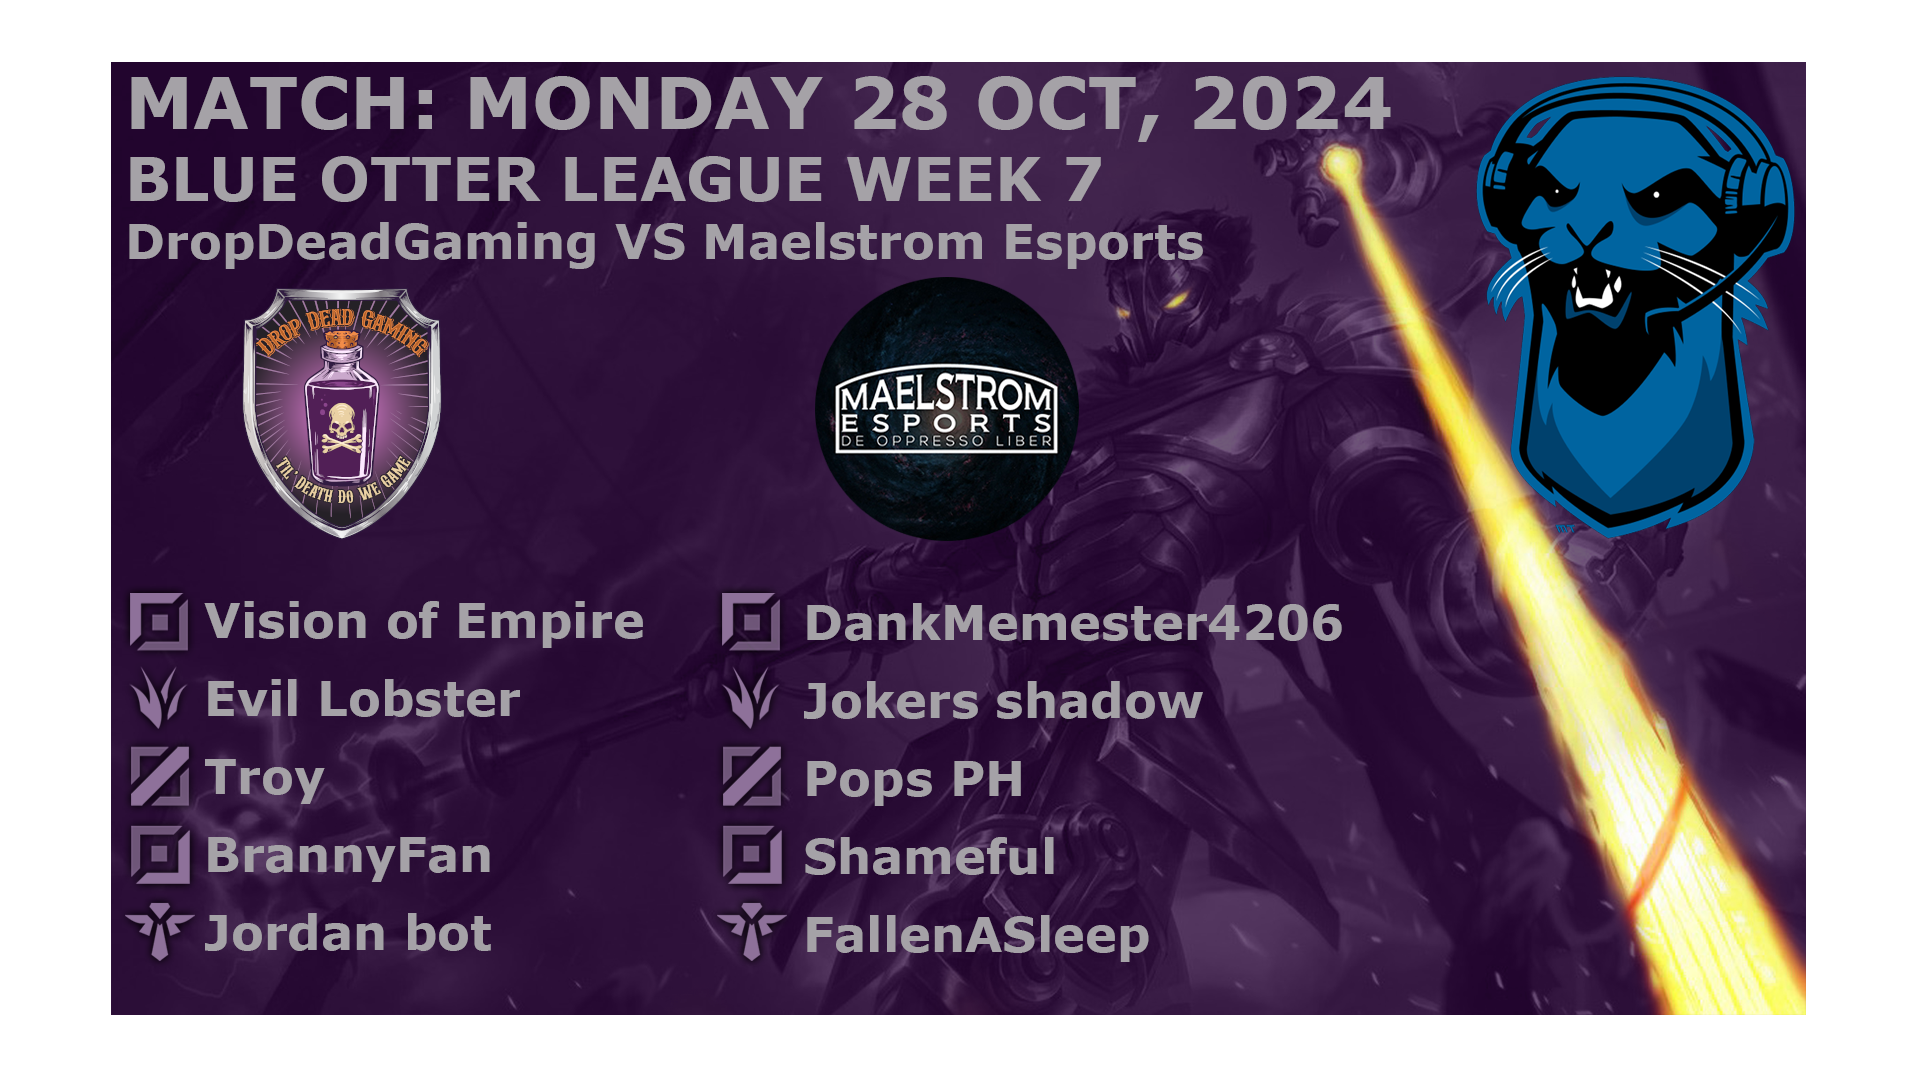 MATCH: MONDAY 28 OCT, 2024
BLUE OTTER LEAGUE WEEK 7
DropDeadGaming VS Maelstrom Esports
DROP DEAD GAMING
TIL' DEATH DO WE GAME
MAELSTROM
ESPORTS
DE OPPRESSO LIBER
Vision of Empire
DankMemester4206
Evil Lobster
Jokers shadow
Troy
Pops PH
BrannyFan
Shameful
Jordan bot
FallenASleep